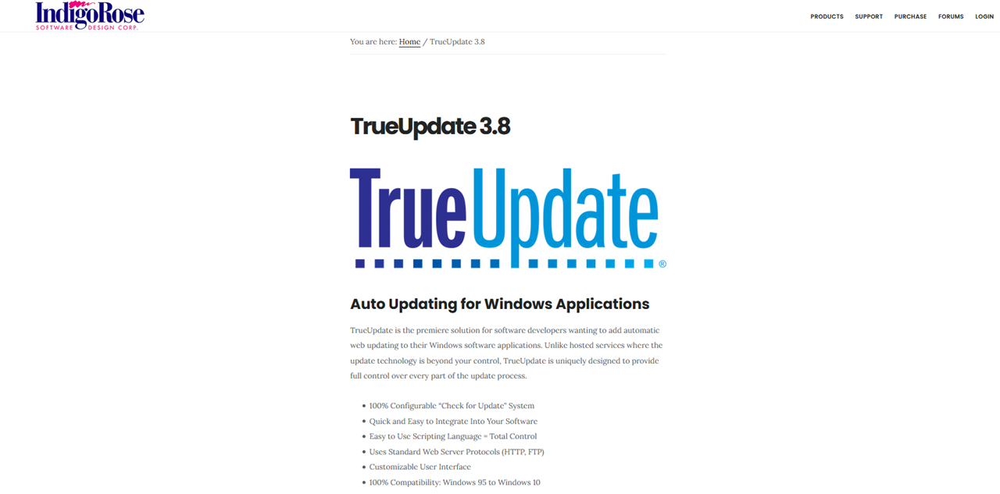 IndigoRose
SOFTWARE DESIGN CORP.
PRODUCTS SUPPORT PURCHASE FORUMS LOGIN
You are here: Home / TrueUpdate 3.8
TrueUpdate 3.8
TrueUpdate®
Auto Updating for Windows Applications
TrueUpdate is the premiere solution for software developers wanting to add automatic
web updating to their Windows software applications. Unlike hosted services where the
update technology is beyond your control, TrueUpdate is uniquely designed to provide
full control over every part of the update process.
• 100% Configurable “Check for Update” System
• Quick and Easy to Integrate Into Your Software
• Easy to Use Scripting Language = Total Control
• Uses Standard Web Server Protocols (HTTP, FTP)
• Customizable User Interface
• 100% Compatibility: Windows 95 to Windows 10